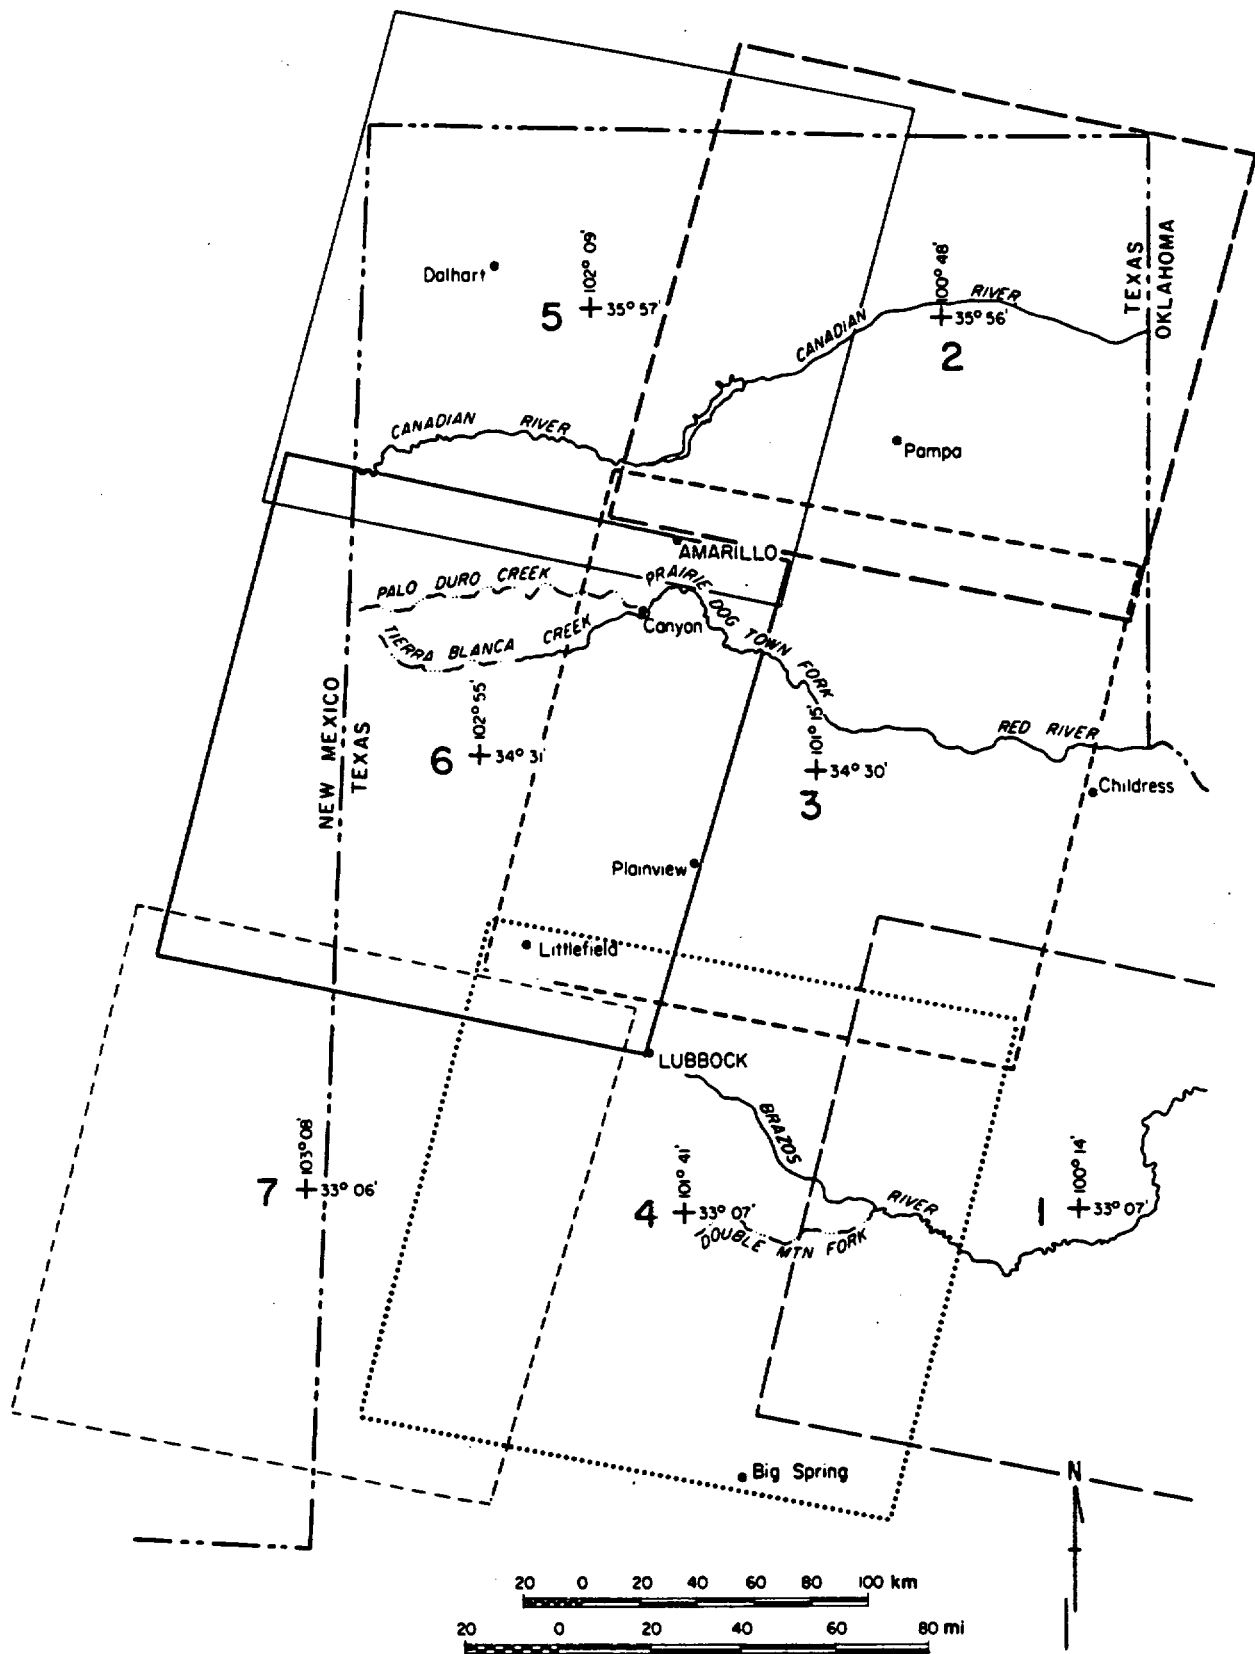 TEXAS
OKLAHOMA
Dalhart
102° 09'
35° 57'
5
100° 48'
35° 56'
2
CANADIAN RIVER
CANADIAN RIVER
Pampa
AMARILLO
PALO DURO CREEK
PRAIRIE DOG TOWN FORK
Canyon
TIERRA BLANCA CREEK
NEW MEXICO
TEXAS
102° 55'
34° 31'
6
101° 15'
34° 30'
3
RED RIVER
Childress
Plainview
Littlefield
LUBBOCK
BRAZOS RIVER
103° 08'
33° 06'
7
101° 41'
33° 07'
4
DOUBLE MTN FORK
100° 14'
33° 07'
1
Big Spring
N
20 0 20 40 60 80 100 km
20 0 20 40 60 80 mi